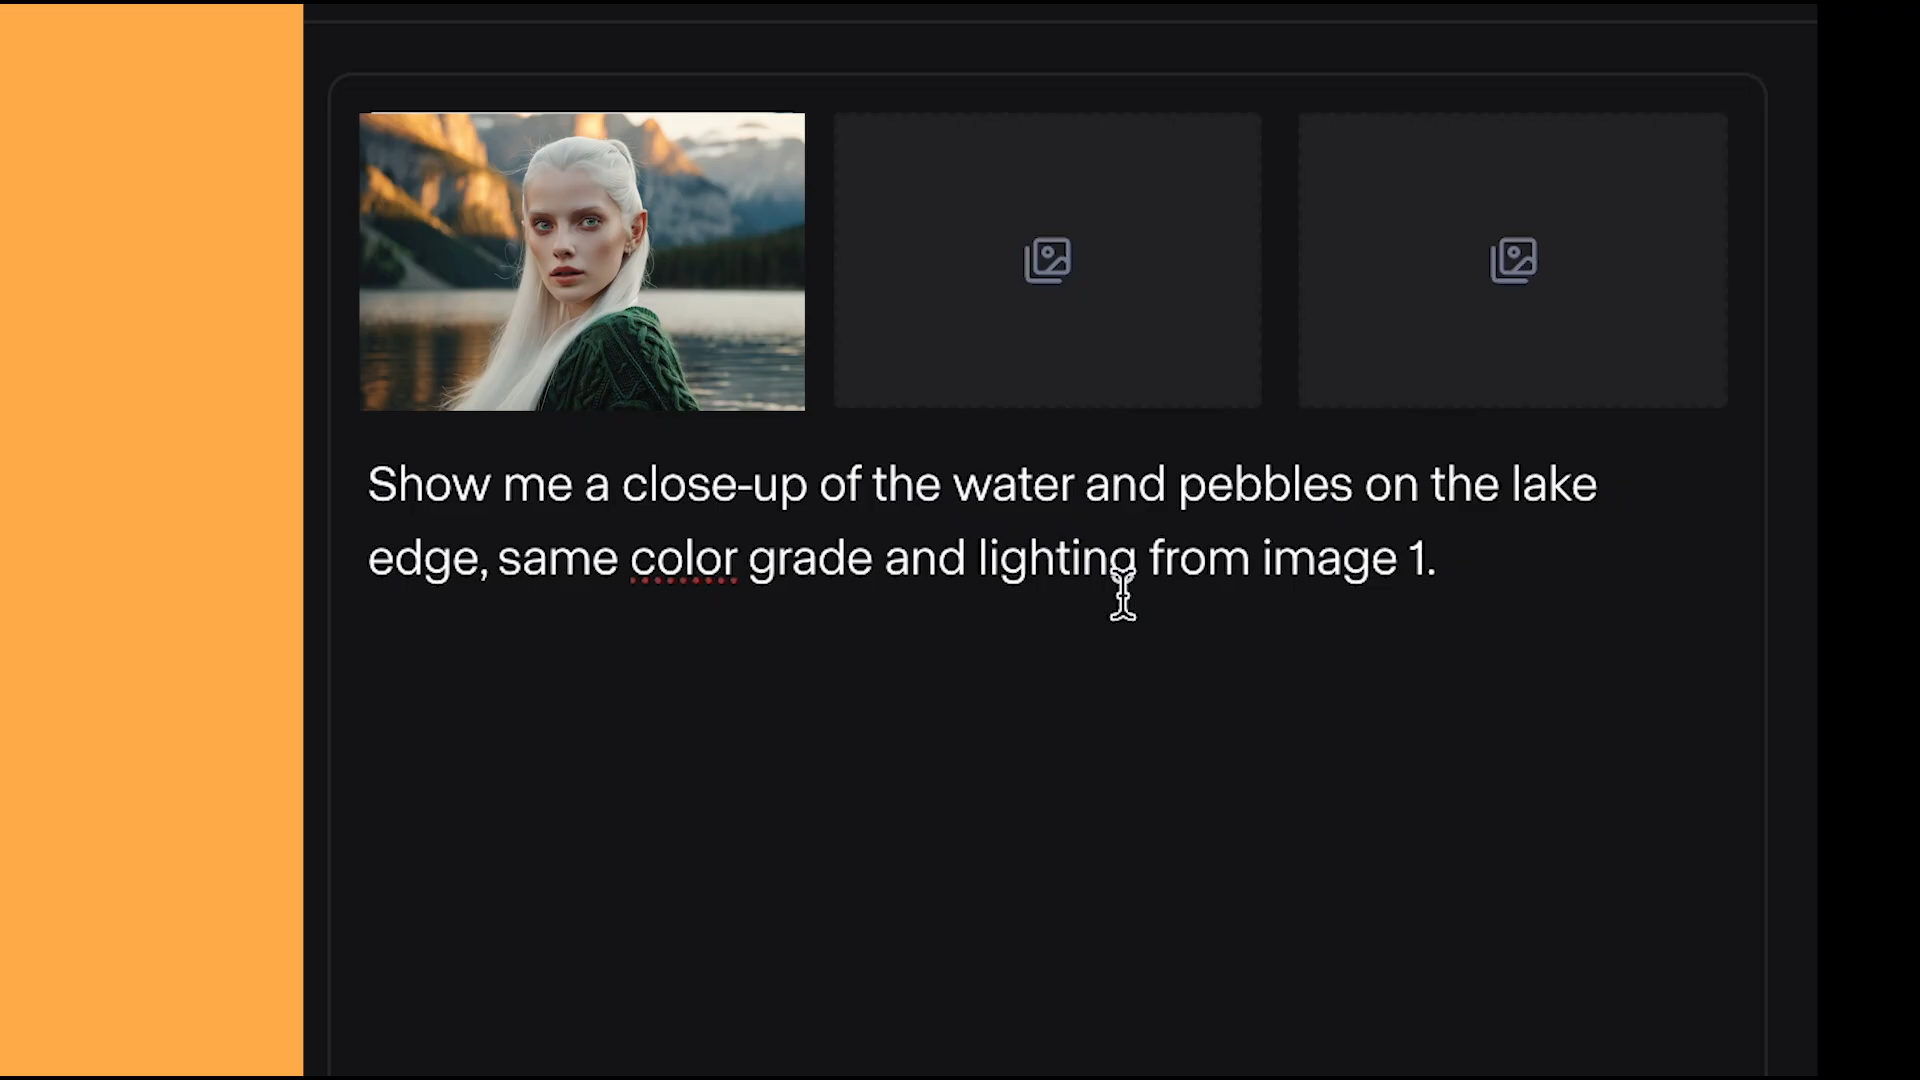 Show me a close-up of the water and pebbles on the lake
edge, same color grade and lighting from image 1.